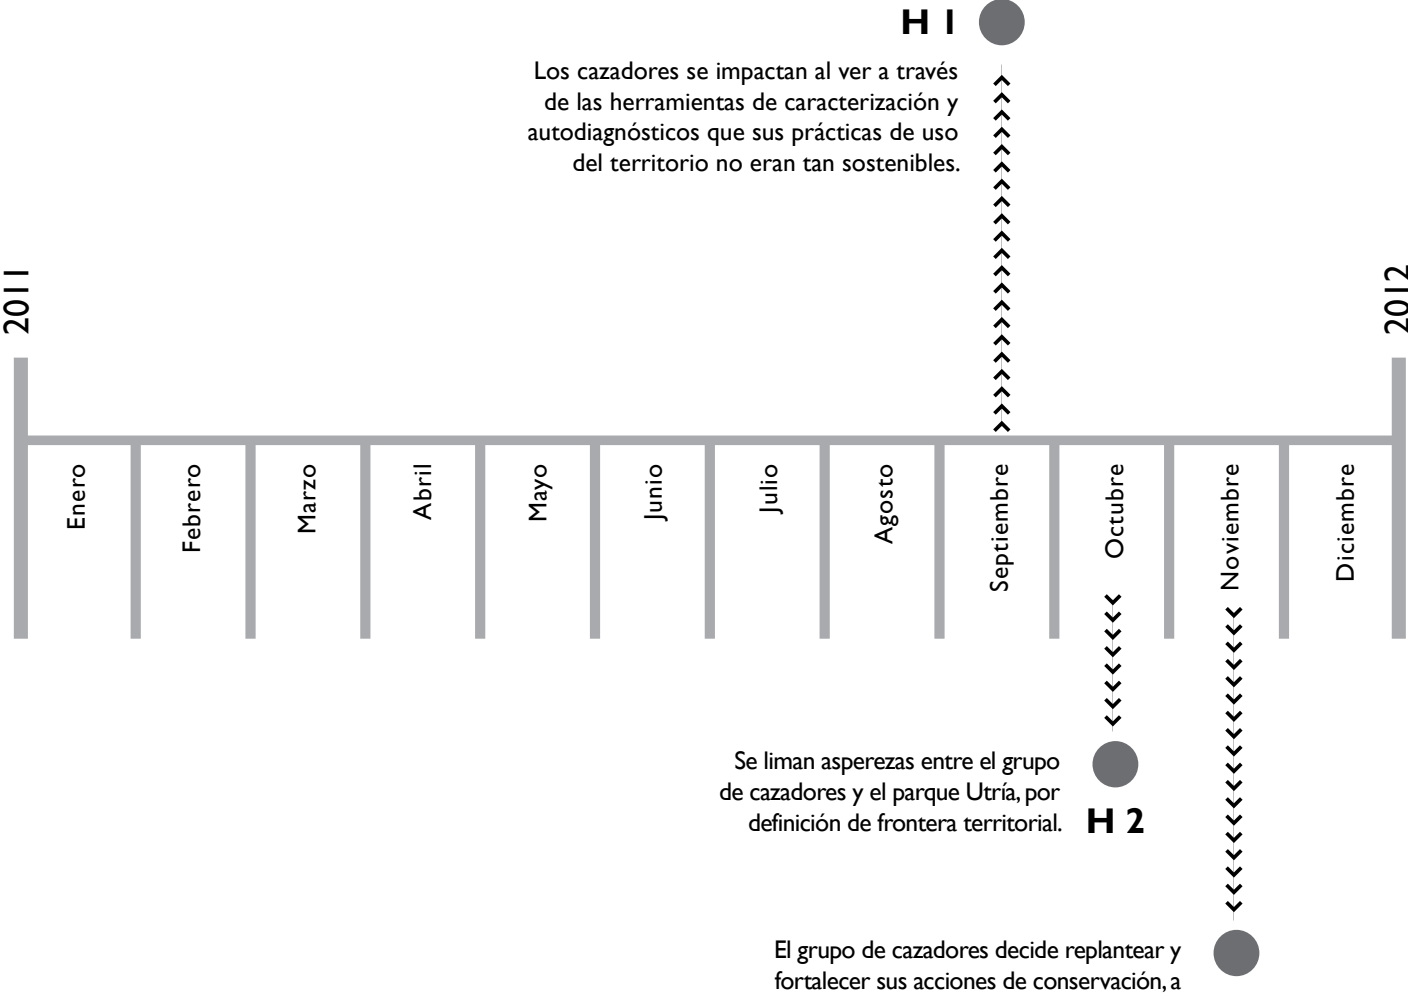 H 1
Los cazadores se impactan al ver a través
de las herramientas de caracterización y
autodiagnósticos que sus prácticas de uso
del territorio no eran tan sostenibles.
2011
2012
Enero
Febrero
Marzo
Abril
Mayo
Junio
Julio
Agosto
Septiembre
Octubre
Noviembre
Diciembre
Se liman asperezas entre el grupo
de cazadores y el parque Utría, por
definición de frontera territorial.
H 2
El grupo de cazadores decide replantear y
fortalecer sus acciones de conservación, a